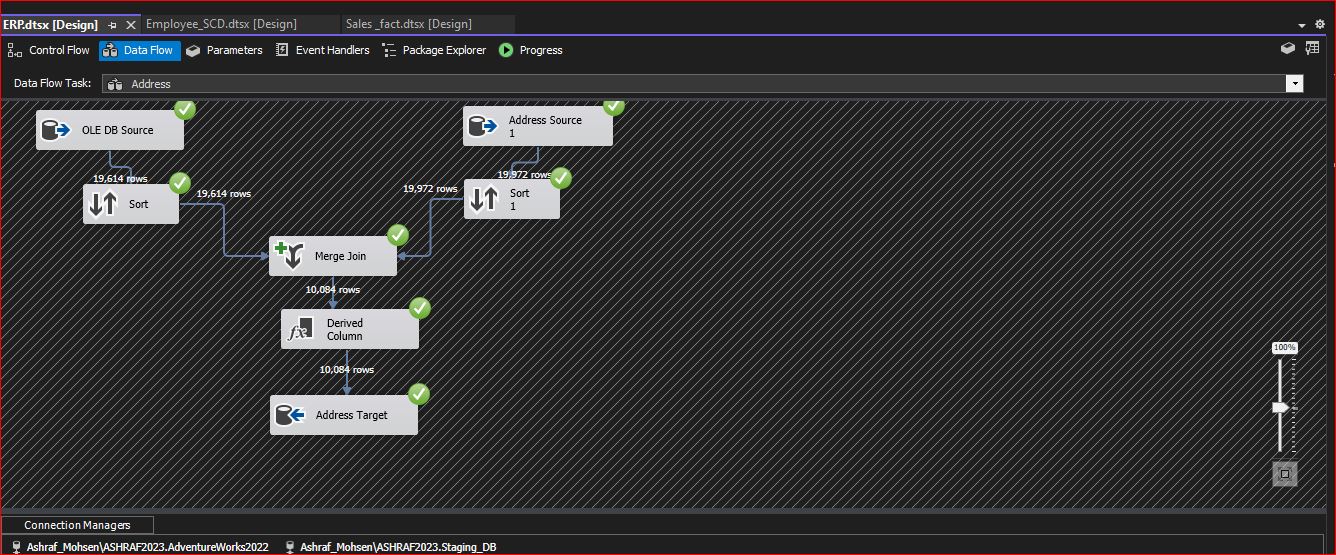 ERP.dtsx [Design] Employee_SCD.dtsx [Design] Sales _fact.dtsx [Design]
Control Flow Data Flow Parameters Event Handlers Package Explorer Progress
Data Flow Task: Address
OLE DB Source
Address Source
1
19,614 rows
19,972 rows
Sort
19,614 rows
19,972 rows
Sort
1
Merge Join
10,084 rows
fx
Derived
Column
10,084 rows
Address Target
100%
Connection Managers
Ashraf_Mohsen\ASHRAF2023.AdventureWorks2022 Ashraf_Mohsen\ASHRAF2023.Staging_DB